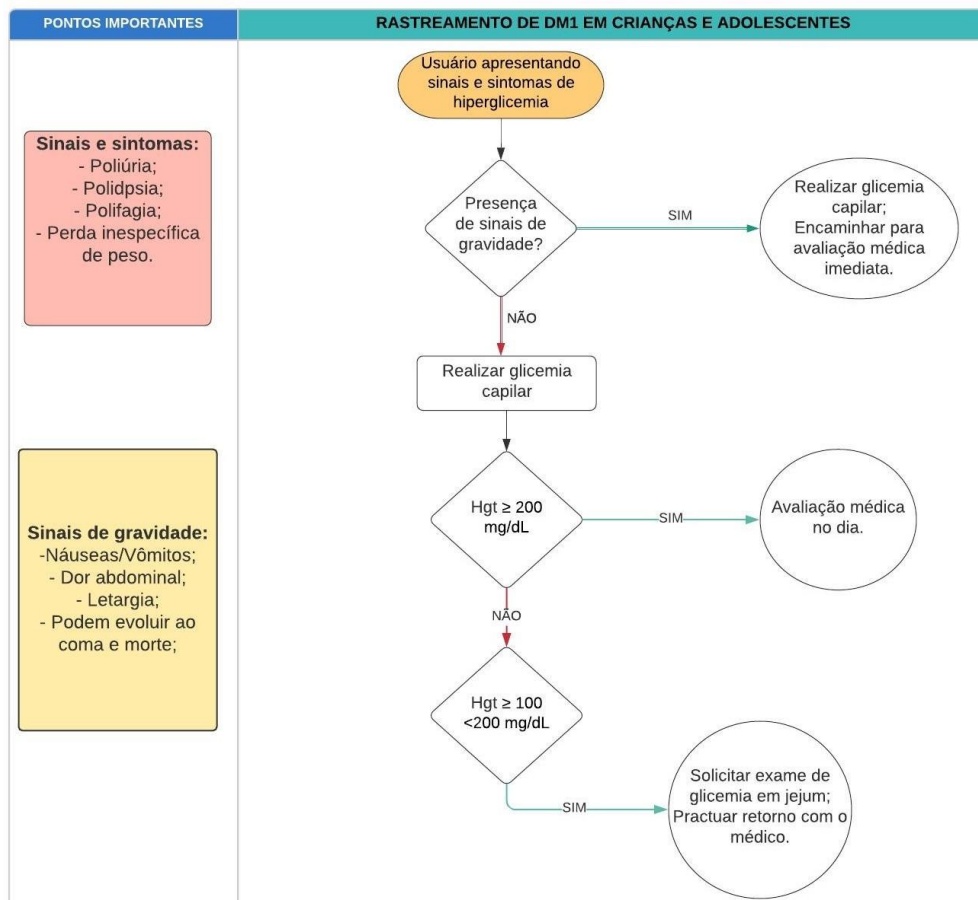 PONTOS IMPORTANTES
RASTREAMENTO DE DM1 EM CRIANÇAS E ADOLESCENTES
Sinais e sintomas:
- Poliúria;
- Polidpsia;
- Polifagia;
- Perda inespecífica
de peso.
Sinais de gravidade:
-Náuseas/Vômitos;
- Dor abdominal;
- Letargia;
- Podem evoluir ao
coma e morte;
Usuário apresentando
sinais e sintomas de
hiperglicemia
Presença
de sinais de
gravidade?
SIM
Realizar glicemia
capilar;
Encaminhar para
avaliação médica
imediata.
NÃO
Realizar glicemia
capilar
Hgt ≥ 200
mg/dL
SIM
Avaliação médica
no dia.
NÃO
Hgt ≥ 100
<200 mg/dL
SIM
Solicitar exame de
glicemia em jejum;
Practuar retorno com o
médico.